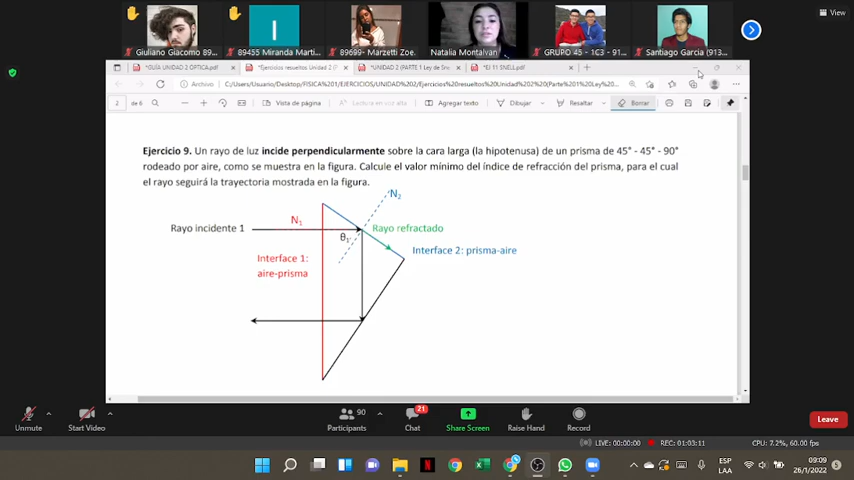 View
Giuliano Giacomo 89...
89455 Miranda Marti...
89699- Marzetti Zoe.
Natalia Montalvan
GRUPO 45 - 1C3 - 91...
Santiago Garcia (913...
*GUÍA UNIDAD 2 ÓPTICA.pdf
*Ejercicios resueltos Unidad 2 (F
*UNIDAD 2 (PARTE 1 Ley de Sne
*EJ 11 SNELL.pdf
Archivo
C:/Users/Usuario/Desktop/FISICA%201/EJERCICIOS/UNIDAD%202/Ejercicios%20resueltos%20Unidad%202%20(Parte%201%20Ley%20...
2
de 6
Vista de página
Lectura en voz alta
Agregar texto
Dibujar
Resaltar
Borrar
Ejercicio 9. Un rayo de luz incide perpendicularmente sobre la cara larga (la hipotenusa) de un prisma de 45° - 45° - 90°
rodeado por aire, como se muestra en la figura. Calcule el valor mínimo del índice de refracción del prisma, para el cual
el rayo seguirá la trayectoria mostrada en la figura.
N2
N1
Rayo incidente 1
Rayo refractado
θ1'
Interface 2: prisma-aire
Interface 1:
aire-prisma
Unmute
Start Video
90
Participants
21
Chat
Share Screen
Raise Hand
Record
Leave
LIVE: 00:00:00
REC: 01:03:11
CPU: 7.2%, 60.00 fps
ESP
LAA
09:09
26/1/2022